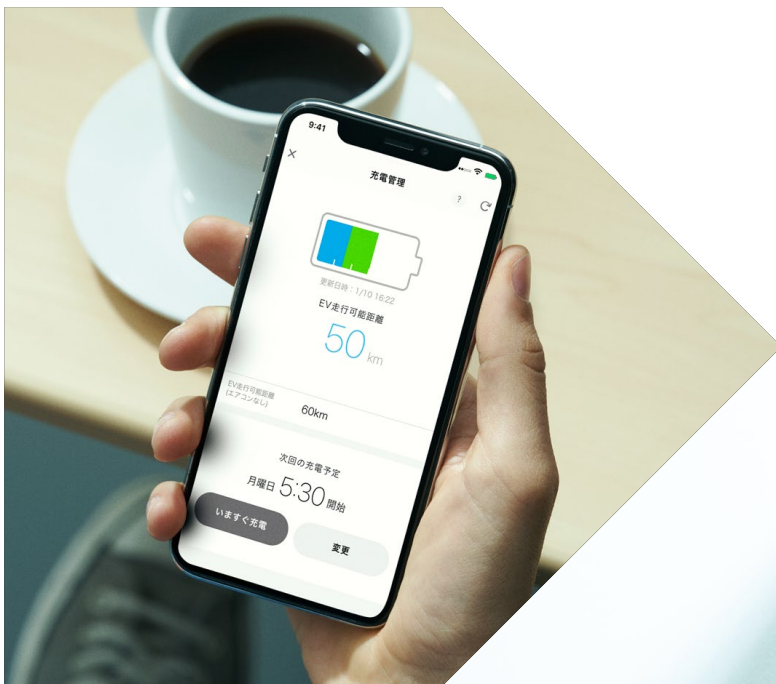 9:41
充電管理
?
更新日時：1/10 16:22
EV走行可能距離
50 km
EV走行可能距離
(エアコンなし)
60km
次回の充電予定
月曜日 5:30 開始
いますぐ充電
変更